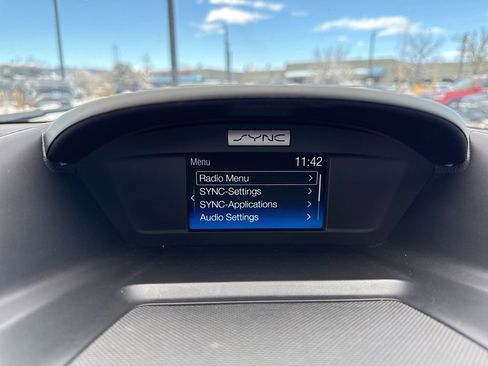 SYNC
Menu 11:42
Radio Menu
SYNC-Settings
SYNC-Applications
Audio Settings